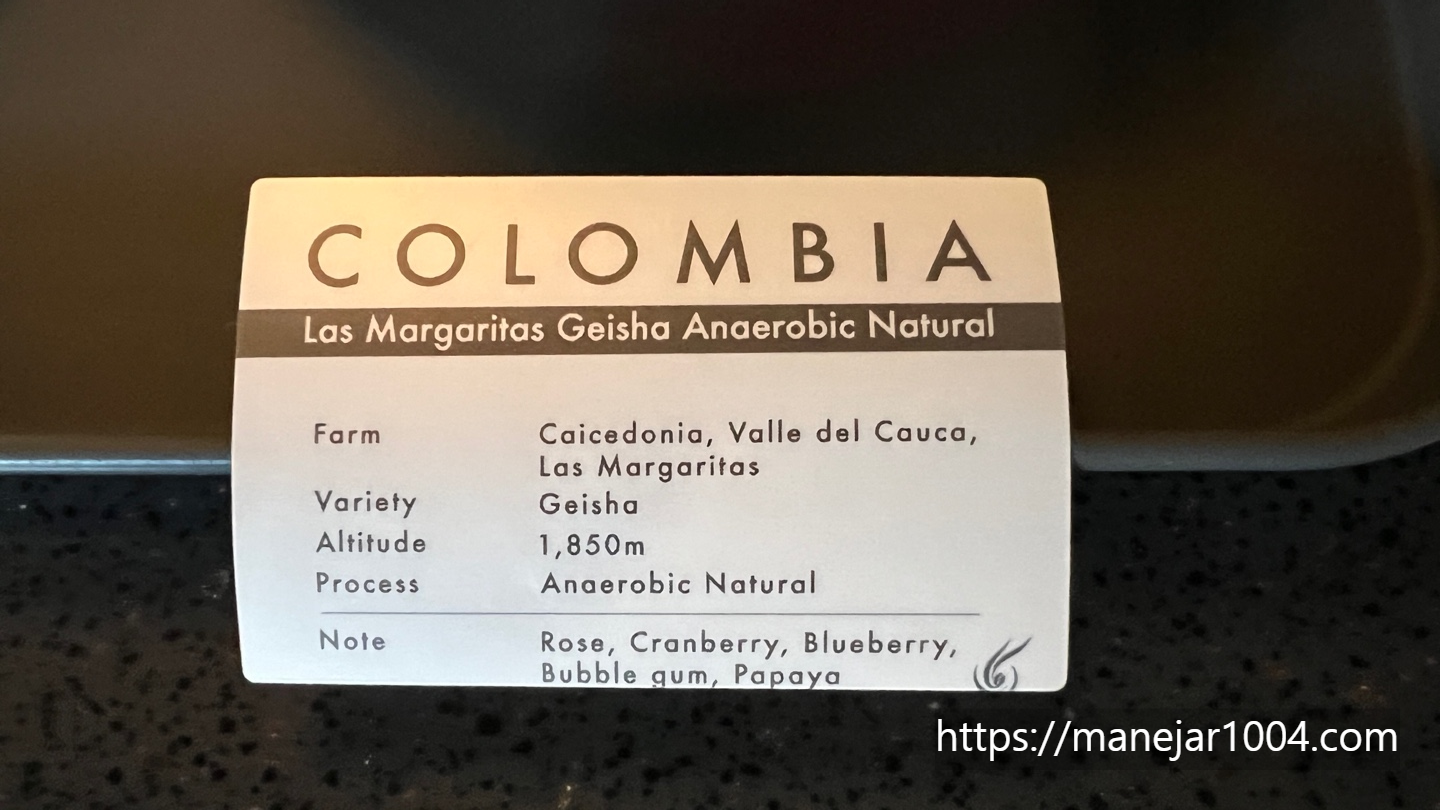 COLOMBIA
Las Margaritas Geisha Anaerobic Natural
Farm Caicedonia, Valle del Cauca,
Las Margaritas
Variety Geisha
Altitude 1,850m
Process Anaerobic Natural
Note Rose, Cranberry, Blueberry,
Bubble gum, Papaya
https://manejar1004.com